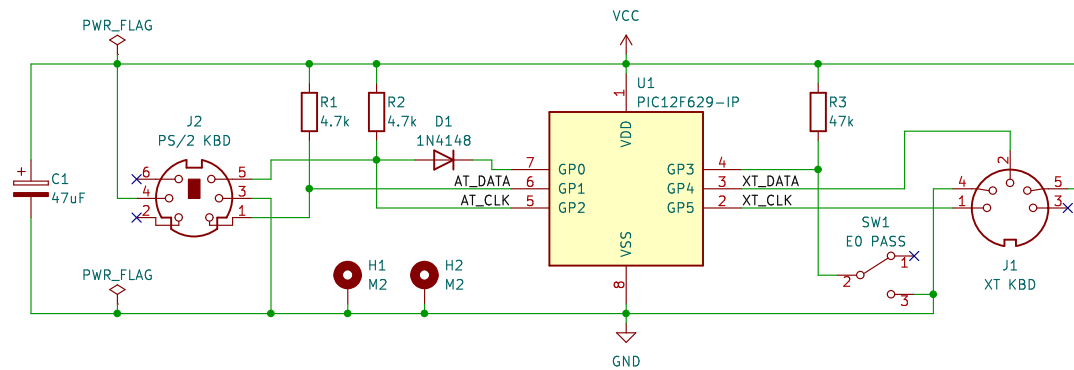 PWR_FLAG
VCC
U1
PIC12F629-IP
1
VDD
R1
4.7k
R2
4.7k
D1
1N4148
R3
47k
J2
PS/2 KBD
6
4
2
5
3
1
+
C1
47uF
7
6
5
AT_DATA
AT_CLK
GP0
GP1
GP2
GP3
GP4
GP5
4
3
2
XT_DATA
XT_CLK
VSS
8
2
4
1
5
3
J1
XT KBD
SW1
E0 PASS
1
2
3
PWR_FLAG
H1
M2
H2
M2
GND